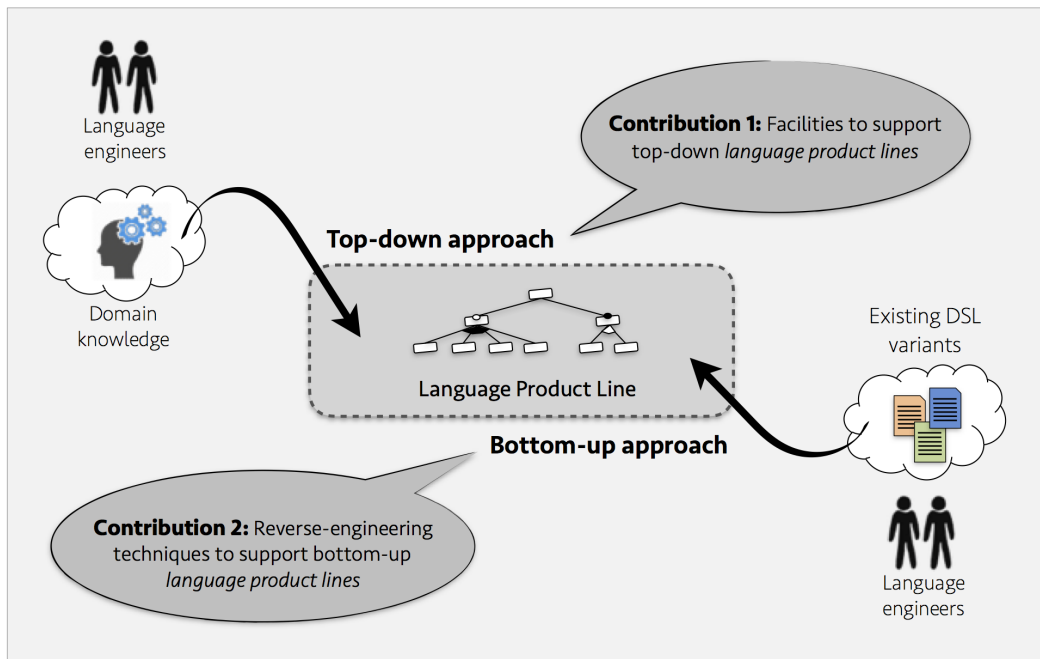 Language
engineers
Contribution 1: Facilities to support
top-down language product lines
Top-down approach
Domain
knowledge
Existing DSL
variants
Language Product Line
Bottom-up approach
Contribution 2: Reverse-engineering
techniques to support bottom-up
language product lines
Language
engineers